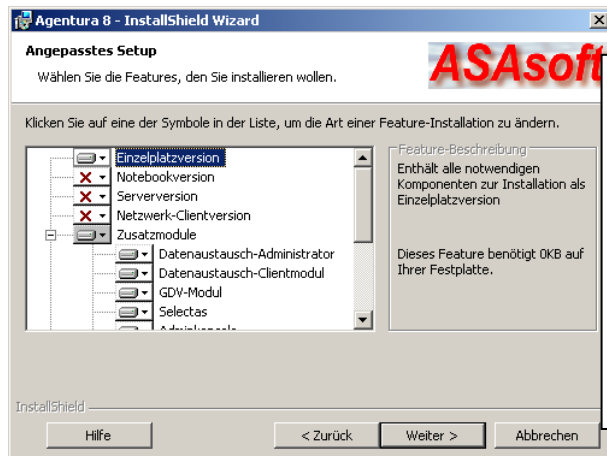 Agentura 8 - InstallShield Wizard
Angepasstes Setup
Wählen Sie die Features, den Sie installieren wollen.
ASAsoft
Klicken Sie auf eine der Symbole in der Liste, um die Art einer Feature-Installation zu ändern.
Einzelplatzversion
Notebookversion
Serverversion
Netzwerk-Clientversion
Zusatzmodule
Datenaustausch-Administrator
Datenaustausch-Clientmodul
GDV-Modul
Selectas
Feature-Beschreibung
Enthält alle notwendigen
Komponenten zur Installation als
Einzelplatzversion
Dieses Feature benötigt 0KB auf
Ihrer Festplatte.
InstallShield
Hilfe
< Zurück
Weiter >
Abbrechen